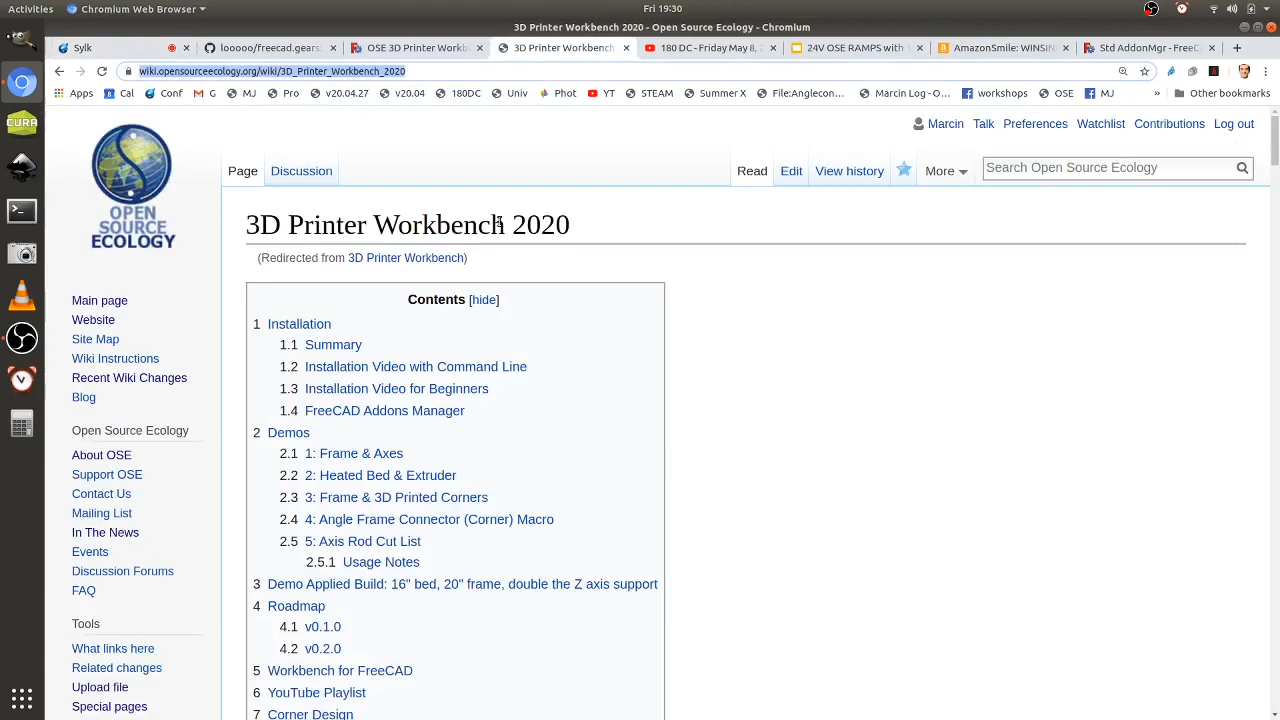 Activities
Chromium Web Browser
Fri 19:30
3D Printer Workbench 2020 - Open Source Ecology - Chromium
Sylk
looooo/freecad.gears
OSE 3D Printer Workb
3D Printer Workbench
180 DC - Friday May 8, 2
24V OSE RAMPS with
AmazonSmile: WINSIN
Std AddonMgr - FreeC
wiki.opensourceecology.org/wiki/3D_Printer_Workbench_2020
Apps
Cal
Conf
G
MJ
Pro
v20.04.27
v20.04
180DC
Univ
Phot
YT
STEAM
Summer X
File:Anglecon...
Marcin Log - O...
workshops
OSE
MJ
»
Other bookmarks
Marcin
Talk
Preferences
Watchlist
Contributions
Log out
Page
Discussion
Read
Edit
View history
More
Search Open Source Ecology
OPEN
SOURCE
ECOLOGY
3D Printer Workbench 2020
(Redirected from 3D Printer Workbench)
Contents [hide]
1 Installation
1.1 Summary
1.2 Installation Video with Command Line
1.3 Installation Video for Beginners
1.4 FreeCAD Addons Manager
2 Demos
2.1 1: Frame & Axes
2.2 2: Heated Bed & Extruder
2.3 3: Frame & 3D Printed Corners
2.4 4: Angle Frame Connector (Corner) Macro
2.5 5: Axis Rod Cut List
2.5.1 Usage Notes
3 Demo Applied Build: 16" bed, 20" frame, double the Z axis support
4 Roadmap
4.1 v0.1.0
4.2 v0.2.0
5 Workbench for FreeCAD
6 YouTube Playlist
7 Corner Design
Main page
Website
Site Map
Wiki Instructions
Recent Wiki Changes
Blog
Open Source Ecology
About OSE
Support OSE
Contact Us
Mailing List
In The News
Events
Discussion Forums
FAQ
Tools
What links here
Related changes
Upload file
Special pages
CURA